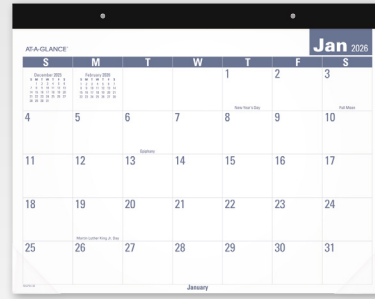 AT-A-GLANCE
Jan 2026
S M T W T F S
December 2025 February 2026
1 2 3
New Year's Day Full Moon
4 5 6 7 8 9 10
11 12 13 14 15 16 17
18 19 20 21 22 23 24
Martin Luther King, Jr. Day
25 26 27 28 29 30 31
January